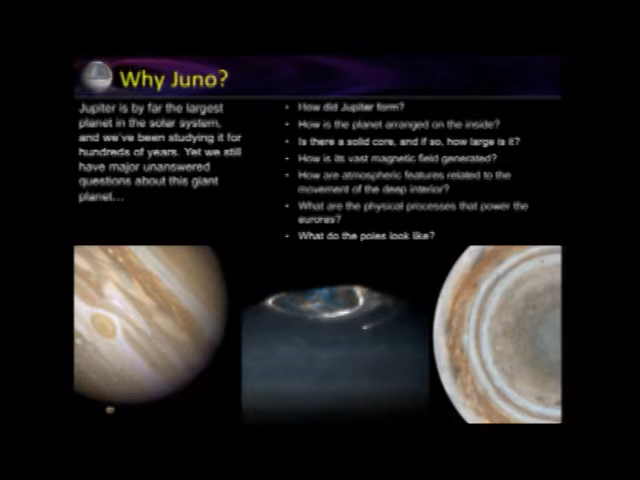 Why Juno?
Jupiter is by far the largest
planet in the solar system,
and we've been studying it for
hundreds of years. Yet we still
have major unanswered
questions about this giant
planet...
• How did Jupiter form?
• How is the planet arranged on the inside?
• Is there a solid core, and if so, how large is it?
• How is its vast magnetic field generated?
• How are atmospheric features related to the
movement of the deep interior?
• What are the physical processes that power the
auroras?
• What do the poles look like?